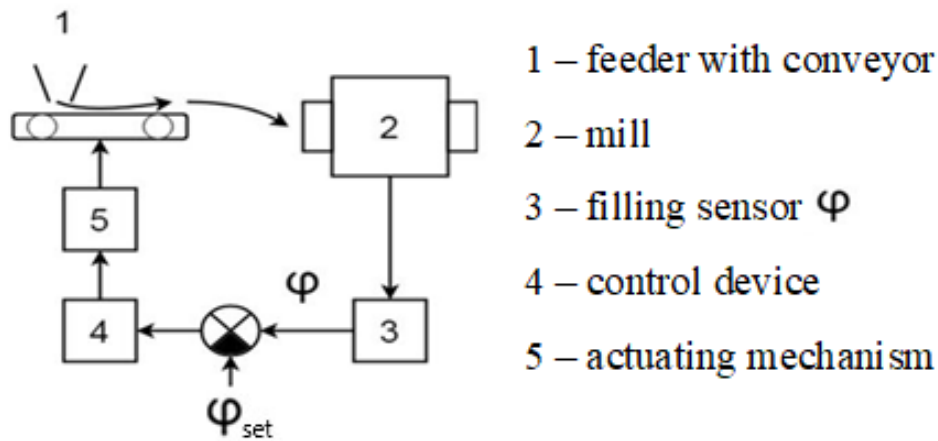 1
2
5
φ
4
3
φset
1 – feeder with conveyor
2 – mill
3 – filling sensor φ
4 – control device
5 – actuating mechanism